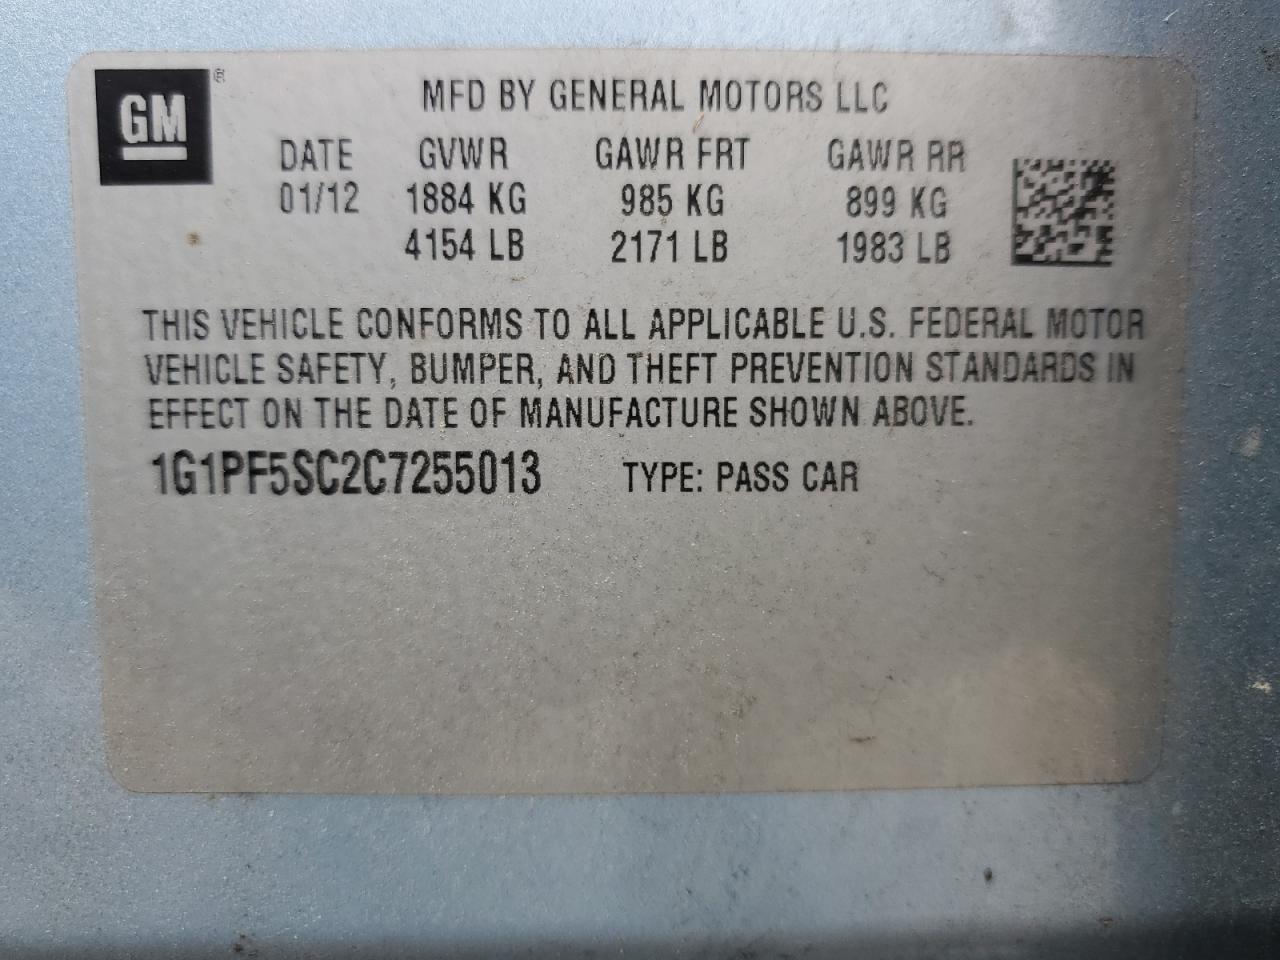 GM ®
MFD BY GENERAL MOTORS LLC
DATE GVWR GAWR FRT GAWR RR
01/12 1884 KG 985 KG 899 KG
4154 LB 2171 LB 1983 LB
THIS VEHICLE CONFORMS TO ALL APPLICABLE U.S. FEDERAL MOTOR
VEHICLE SAFETY, BUMPER, AND THEFT PREVENTION STANDARDS IN
EFFECT ON THE DATE OF MANUFACTURE SHOWN ABOVE.
1G1PF5SC2C7255013 TYPE: PASS CAR